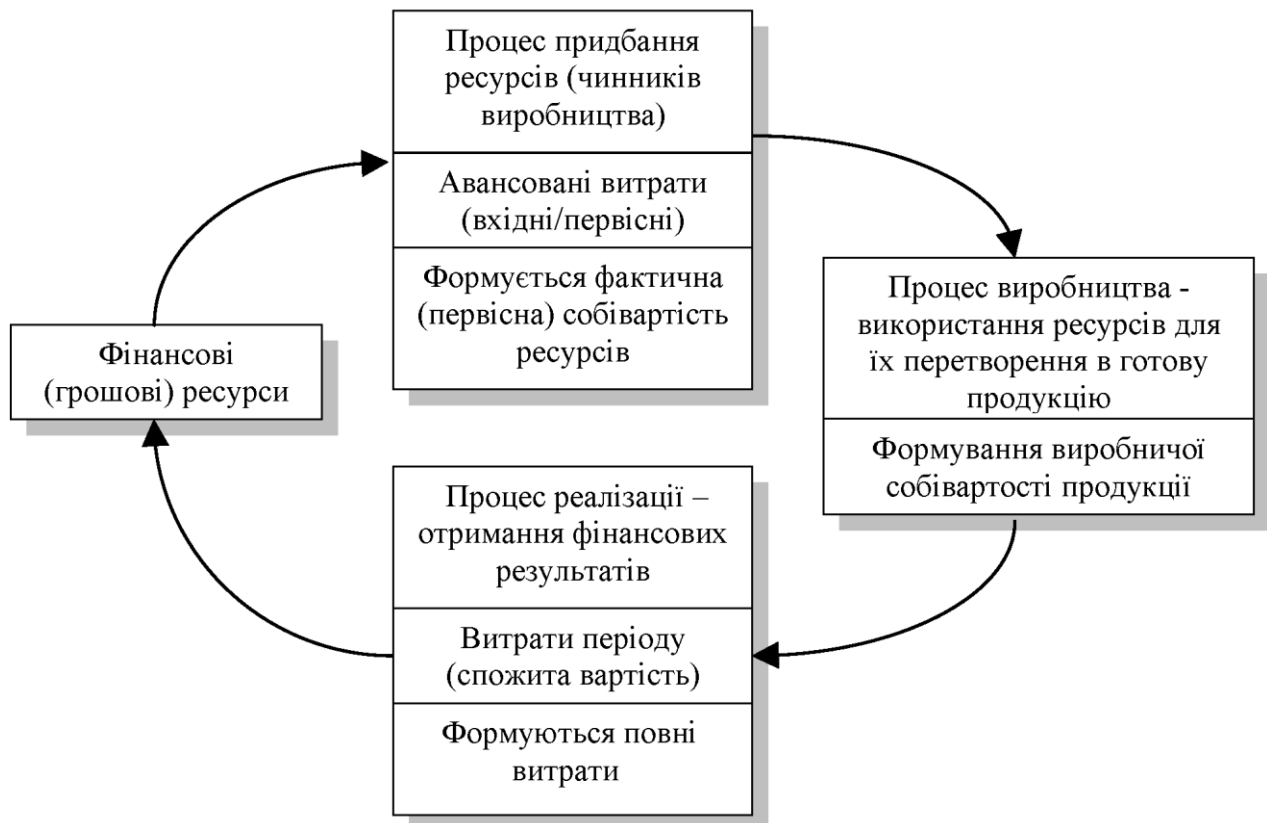 Процес придбання
ресурсів (чинників
виробництва)
Авансовані витрати
(вхідні/первісні)
Формується фактична
(первісна) собівартість
ресурсів
Процес виробництва -
використання ресурсів для
їх перетворення в готову
продукцію
Формування виробничої
собівартості продукції
Процес реалізації –
отримання фінансових
результатів
Витрати періоду
(спожита вартість)
Формуються повні
витрати
Фінансові
(грошові) ресурси